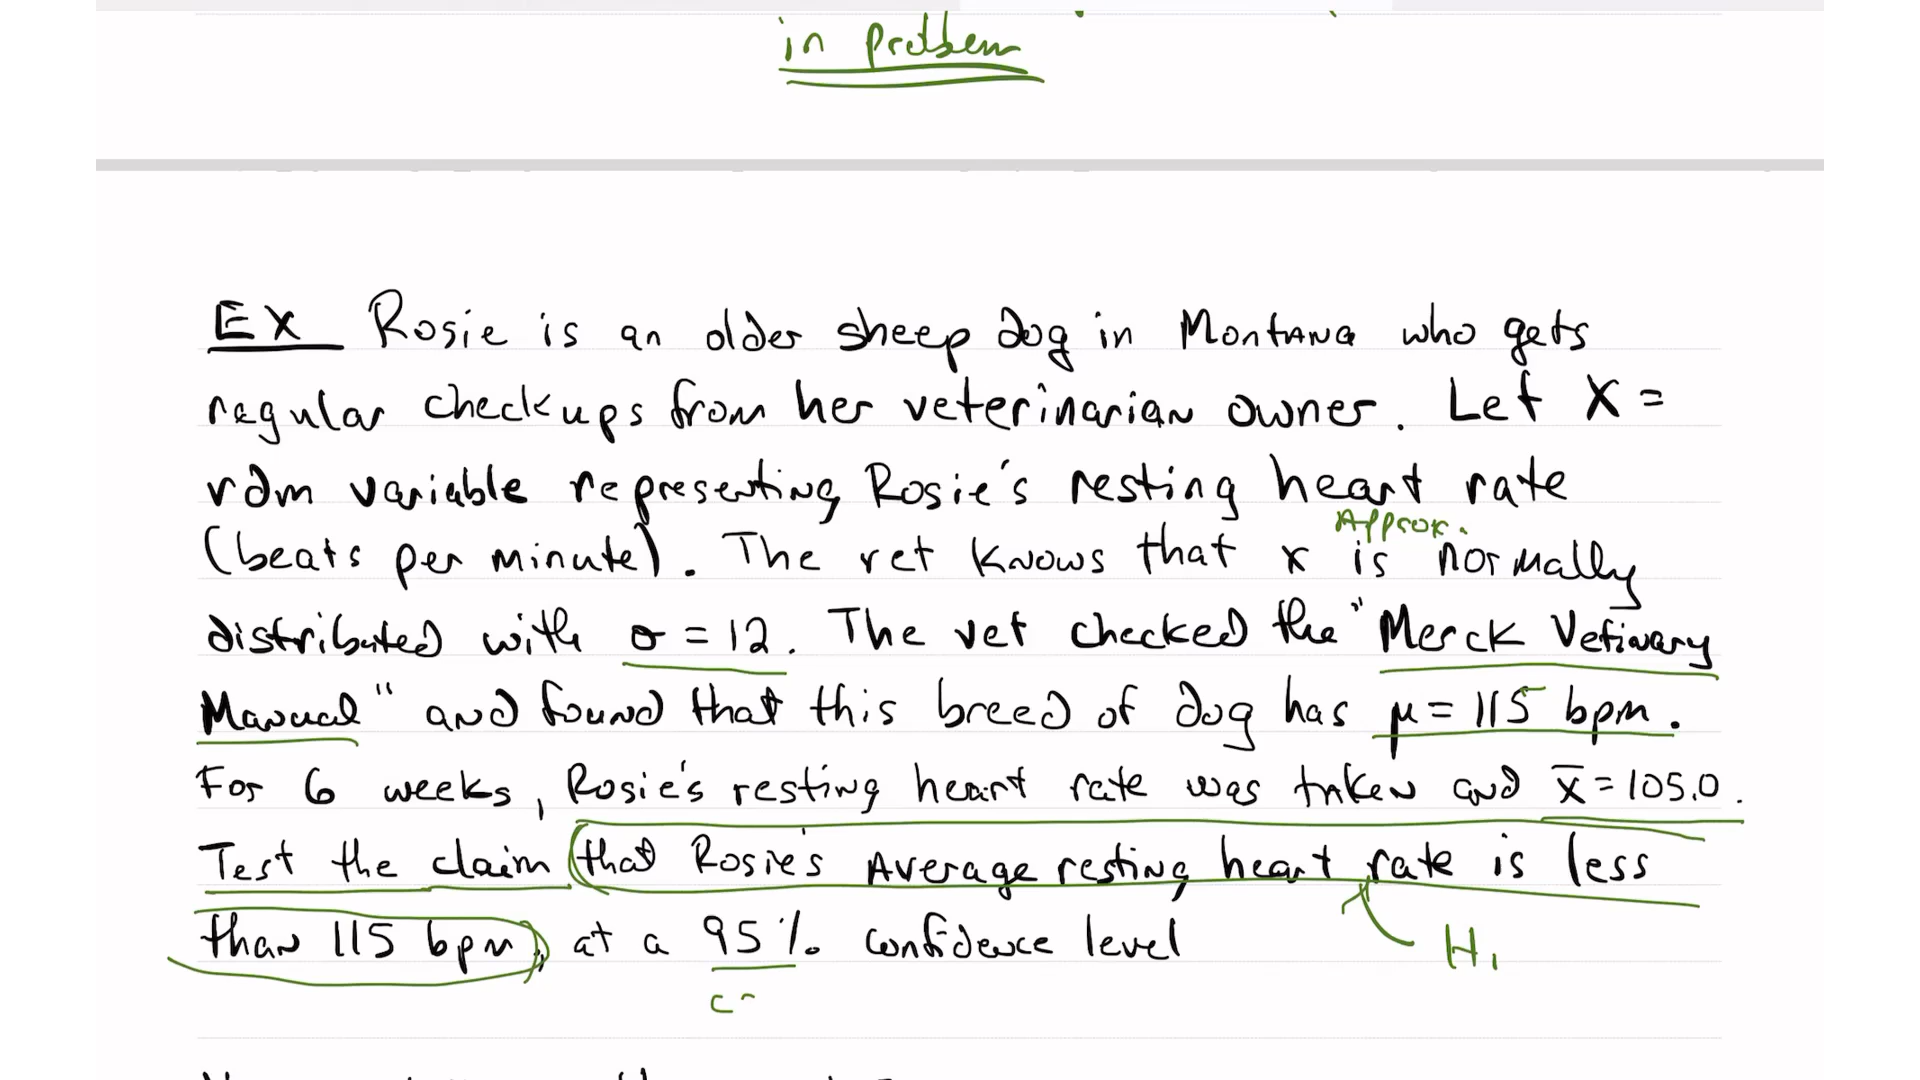 in problem
EX Rosie is an older sheep dog in Montana who gets
regular checkups from her veterinarian owner. Let X =
rdm variable representing Rosie's resting heart rate
Approx.
(beats per minute). The vet knows that x is normally
distributed with σ = 12. The vet checked the "Merck Vetinary
Manual" and found that this breed of dog has μ = 115 bpm.
For 6 weeks, Rosie's resting heart rate was taken and x̄ = 105.0.
Test the claim (that Rosie's Average resting heart rate is less
than 115 bpm), at a 95% confidence level
H₁